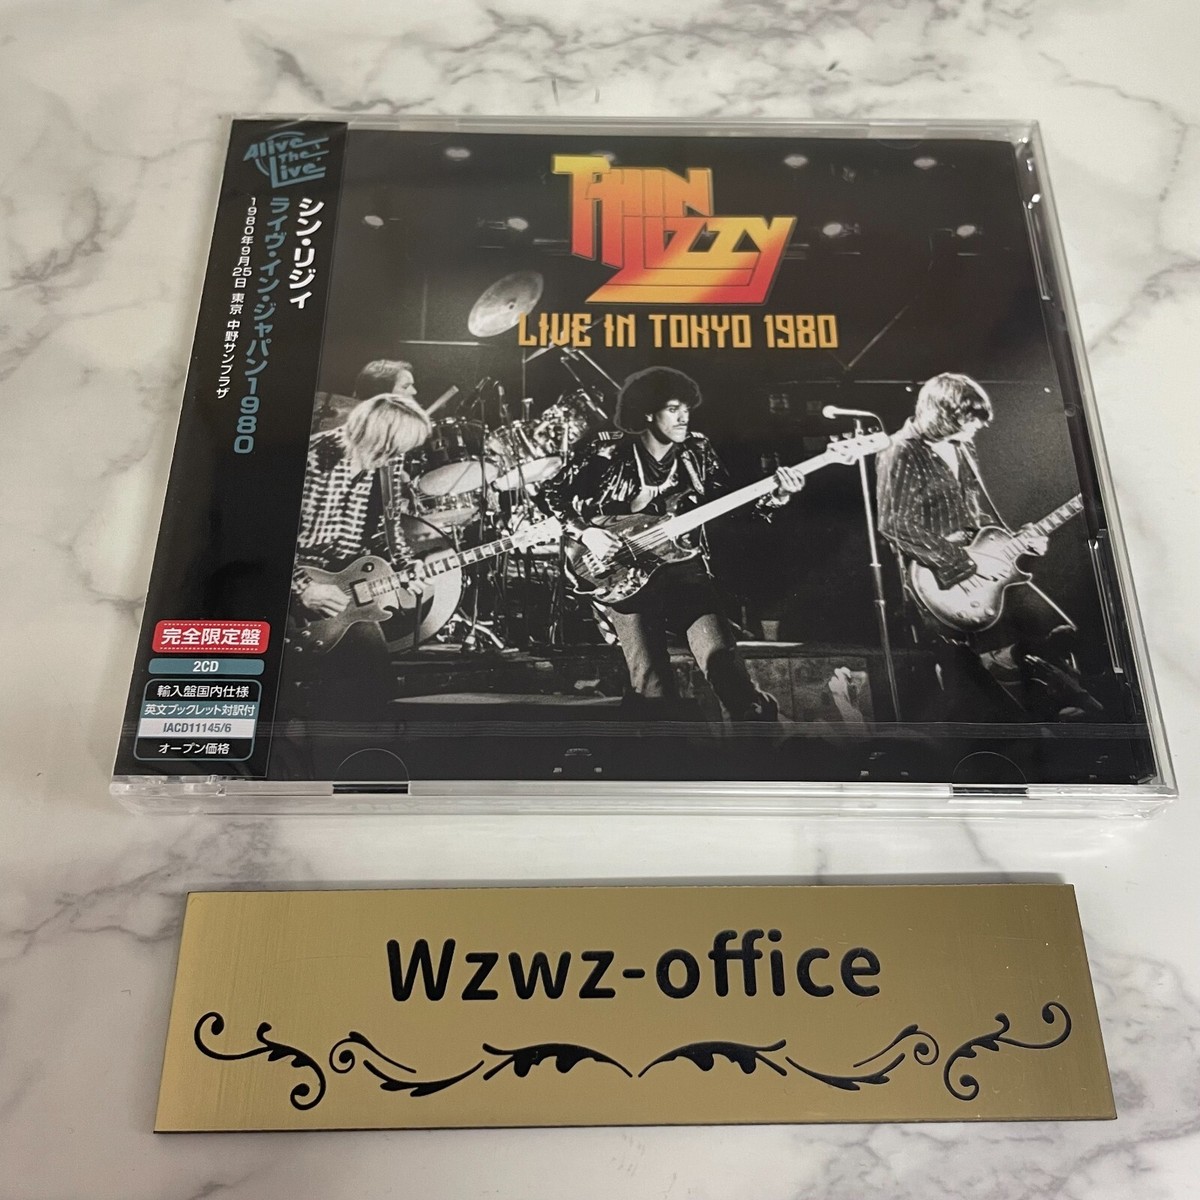 Alive
The
Live
シン・リジィ
ライヴ・イン・ジャパン1980
1980年9月25日 東京 中野サンプラザ
完全限定盤
2CD
輸入盤国内仕様
英文ブックレット対訳付
IACD11145/6
オープン価格
THIN
LIZZY
LIVE IN TOKYO 1980
Wzwz-office